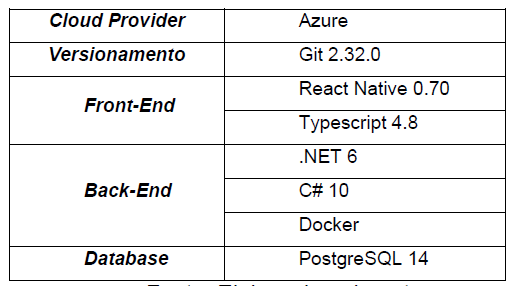 Cloud Provider Azure
Versionamento Git 2.32.0
Front-End React Native 0.70
Typescript 4.8
Back-End .NET 6
C# 10
Docker
Database PostgreSQL 14